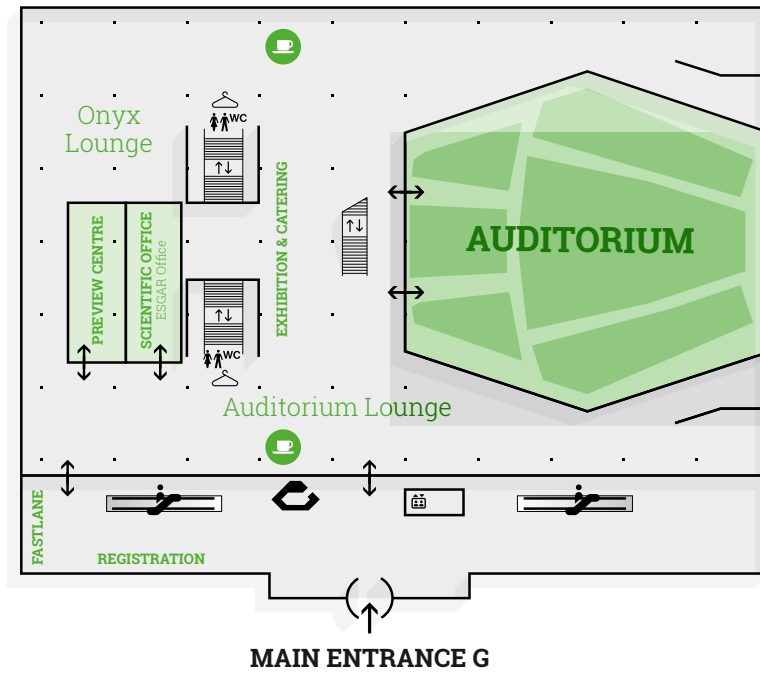 Onyx
Lounge
WC
EXHIBITION & CATERING
PREVIEW CENTRE
SCIENTIFIC OFFICE
ESGAR Office
AUDITORIUM
WC
Auditorium Lounge
FASTLANE
REGISTRATION
MAIN ENTRANCE G